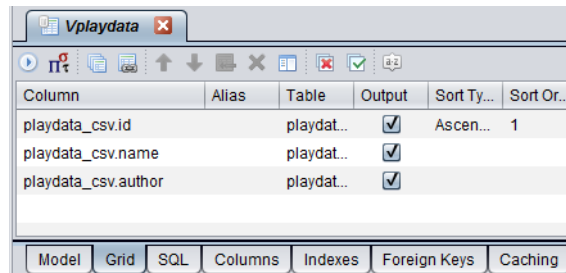 Vplaydata
Column Alias Table Output Sort Ty... Sort Or...
playdata_csv.id playdat... Ascen... 1
playdata_csv.name playdat...
playdata_csv.author playdat...
Model Grid SQL Columns Indexes Foreign Keys Caching